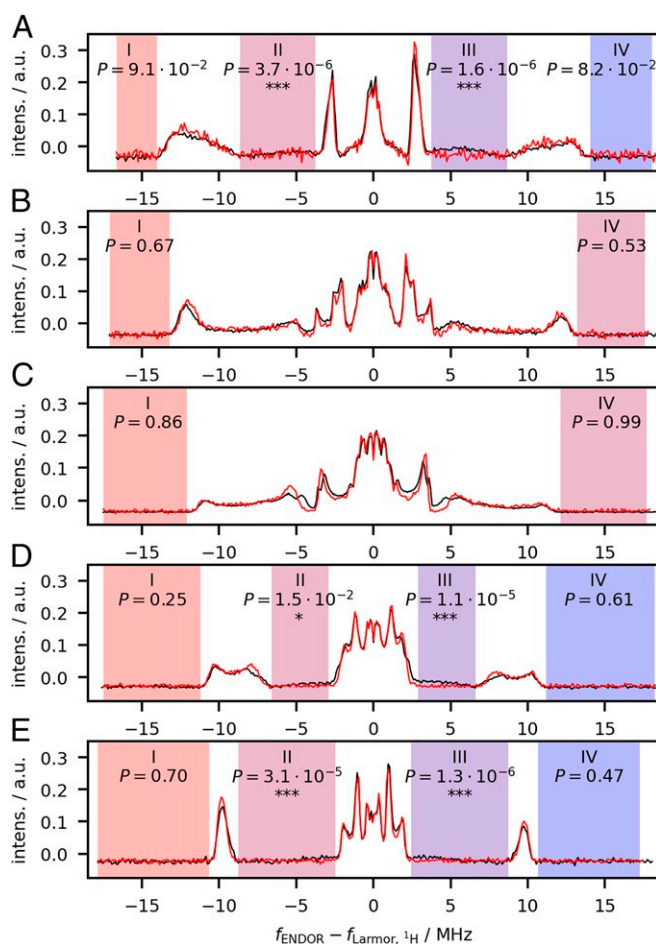 A
I II III IV
P = 9.1 · 10⁻² P = 3.7 · 10⁻⁶ P = 1.6 · 10⁻⁶ P = 8.2 · 10⁻²
*** ***
intens. / a.u.
0.3
0.2
0.1
0.0
−15 −10 −5 0 5 10 15
B
I IV
P = 0.67 P = 0.53
intens. / a.u.
0.3
0.2
0.1
0.0
−15 −10 −5 0 5 10 15
C
I IV
P = 0.86 P = 0.99
intens. / a.u.
0.3
0.2
0.1
0.0
−15 −10 −5 0 5 10 15
D
I II III IV
P = 0.25 P = 1.5 · 10⁻² P = 1.1 · 10⁻⁵ P = 0.61
* ***
intens. / a.u.
0.3
0.2
0.1
0.0
−15 −10 −5 0 5 10 15
E
I II III IV
P = 0.70 P = 3.1 · 10⁻⁵ P = 1.3 · 10⁻⁶ P = 0.47
*** ***
intens. / a.u.
0.3
0.2
0.1
0.0
−15 −10 −5 0 5 10 15
f_ENDOR − f_Larmor, ¹H / MHz